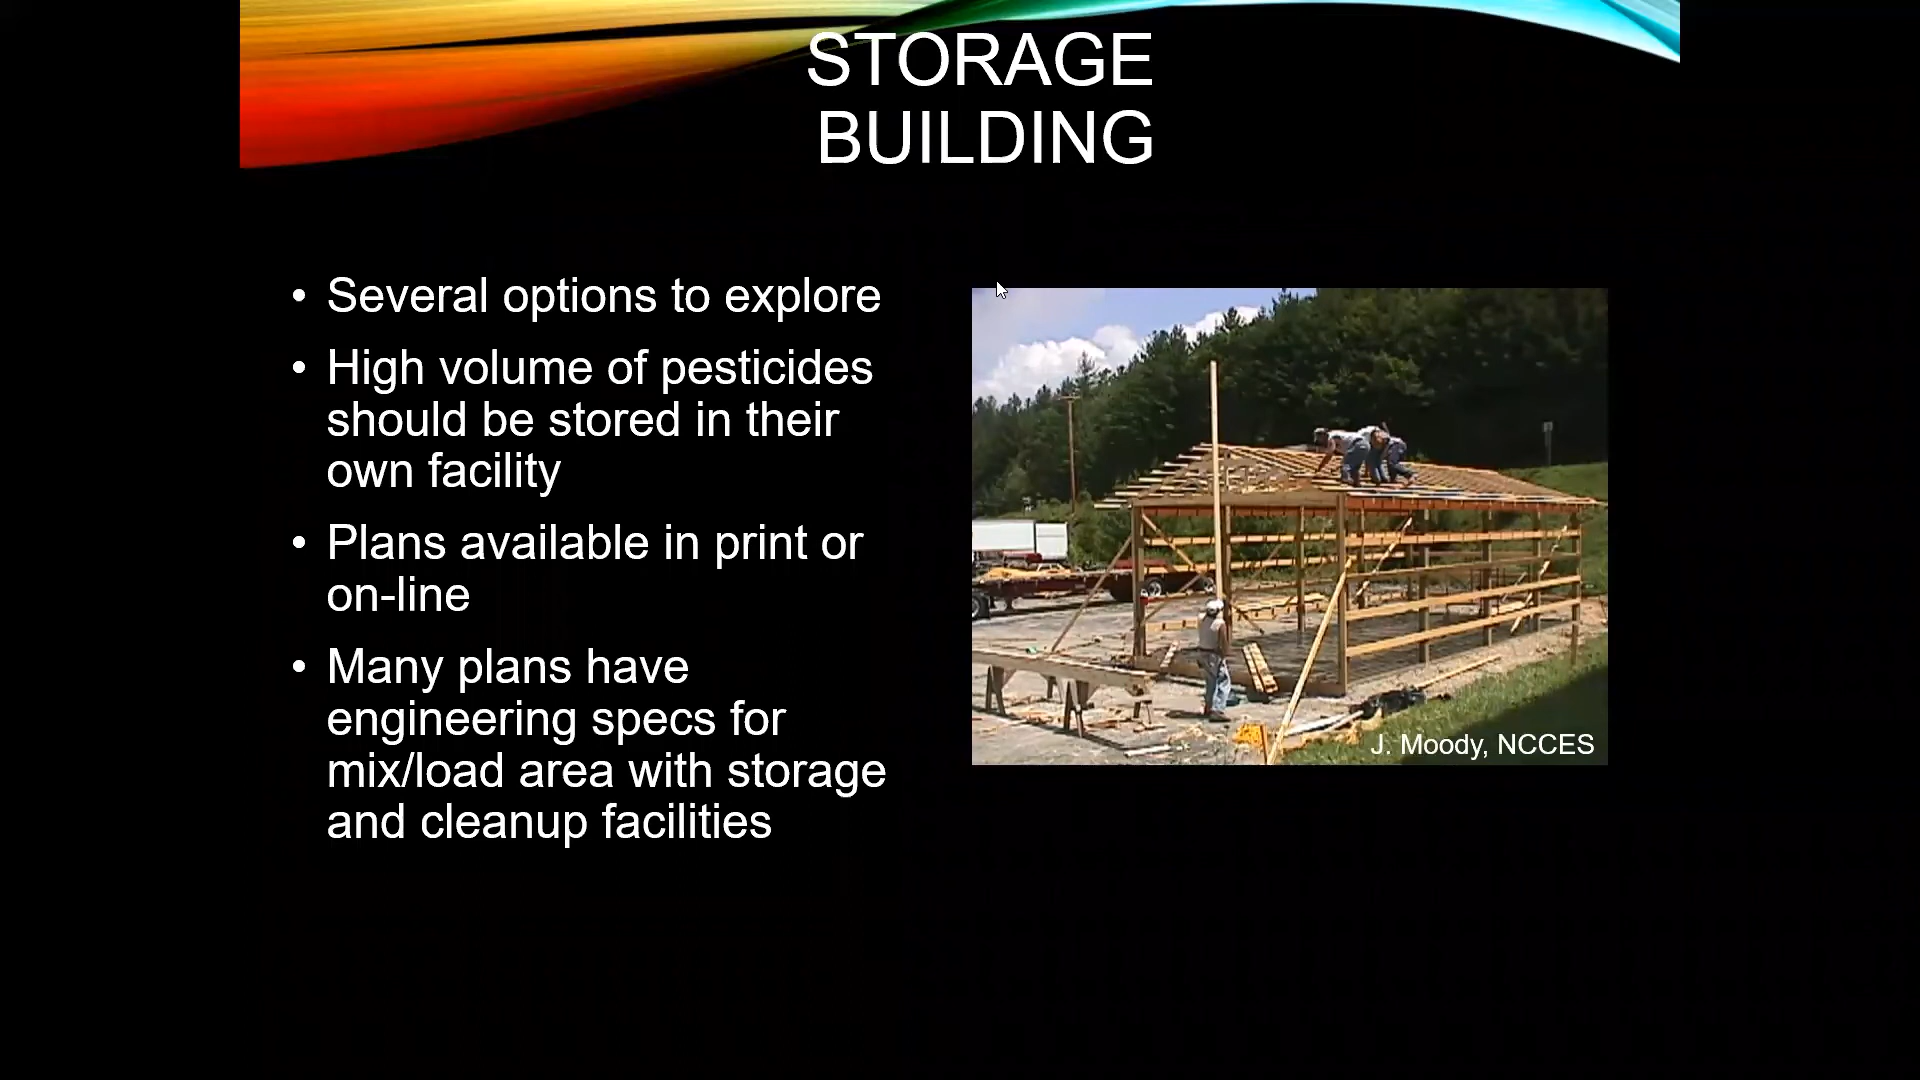 STORAGE
BUILDING
• Several options to explore
• High volume of pesticides
should be stored in their
own facility
• Plans available in print or
on-line
• Many plans have
engineering specs for
mix/load area with storage
and cleanup facilities
J. Moody, NCCES